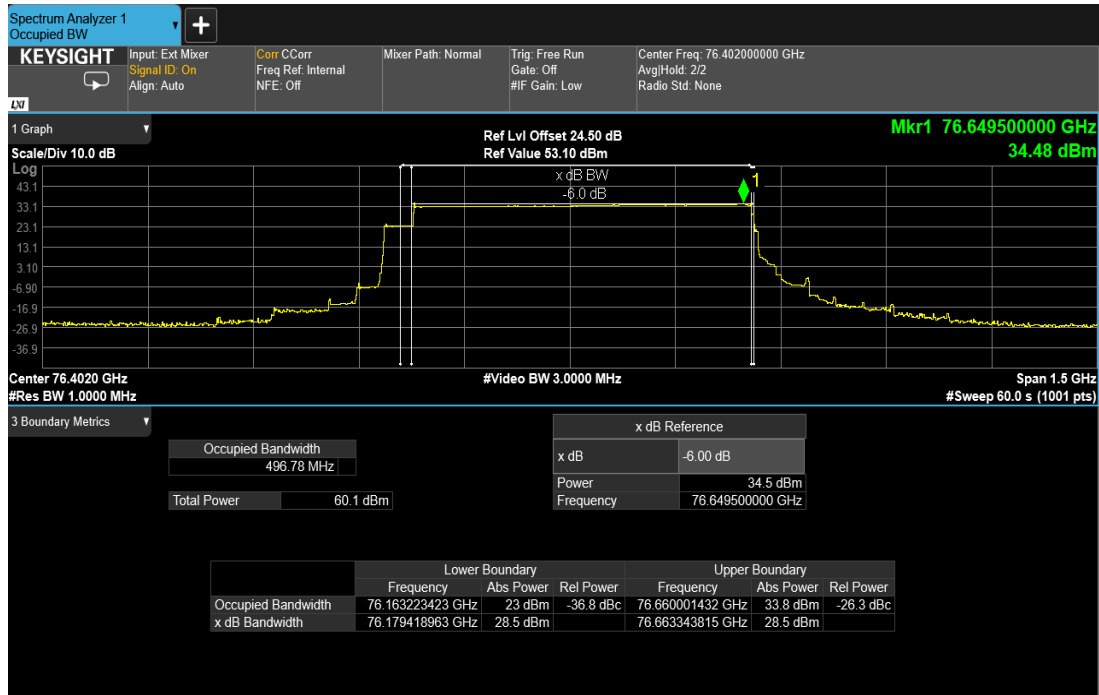 Spectrum Analyzer 1
Occupied BW
+
KEYSIGHT
LXI
Input: Ext Mixer
Signal ID: On
Align: Auto
Corr CCorr
Freq Ref: Internal
NFE: Off
Mixer Path: Normal
Trig: Free Run
Gate: Off
#IF Gain: Low
Center Freq: 76.402000000 GHz
Avg|Hold: 2/2
Radio Std: None
1 Graph
Scale/Div 10.0 dB
Ref Lvl Offset 24.50 dB
Ref Value 53.10 dBm
Mkr1 76.649500000 GHz
34.48 dBm
Log
x dB BW
-6.0 dB
1
43.1
33.1
23.1
13.1
3.10
-6.90
-16.9
-26.9
-36.9
Center 76.4020 GHz
#Video BW 3.0000 MHz
Span 1.5 GHz
#Res BW 1.0000 MHz
#Sweep 60.0 s (1001 pts)
3 Boundary Metrics
Occupied Bandwidth
496.78 MHz
Total Power 60.1 dBm
x dB Reference
x dB -6.00 dB
Power 34.5 dBm
Frequency 76.649500000 GHz
Lower Boundary Upper Boundary
Frequency Abs Power Rel Power Frequency Abs Power Rel Power
Occupied Bandwidth 76.163223423 GHz 23 dBm -36.8 dBc 76.660001432 GHz 33.8 dBm -26.3 dBc
x dB Bandwidth 76.179418963 GHz 28.5 dBm 76.663343815 GHz 28.5 dBm